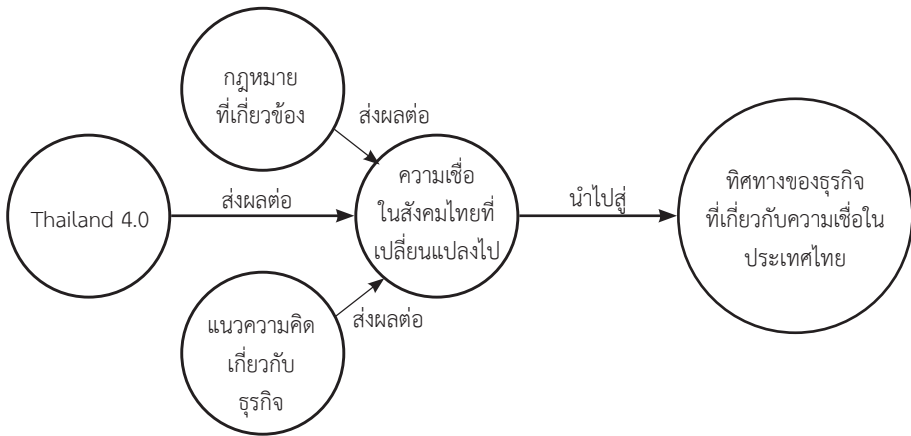 กฎหมาย
ที่เกี่ยวข้อง
ส่งผลต่อ
Thailand 4.0
ส่งผลต่อ
ความเชื่อ
ในสังคมไทยที่
เปลี่ยนแปลงไป
นำไปสู่
ทิศทางของธุรกิจ
ที่เกี่ยวกับความเชื่อใน
ประเทศไทย
แนวความคิด
เกี่ยวกับ
ธุรกิจ
ส่งผลต่อ